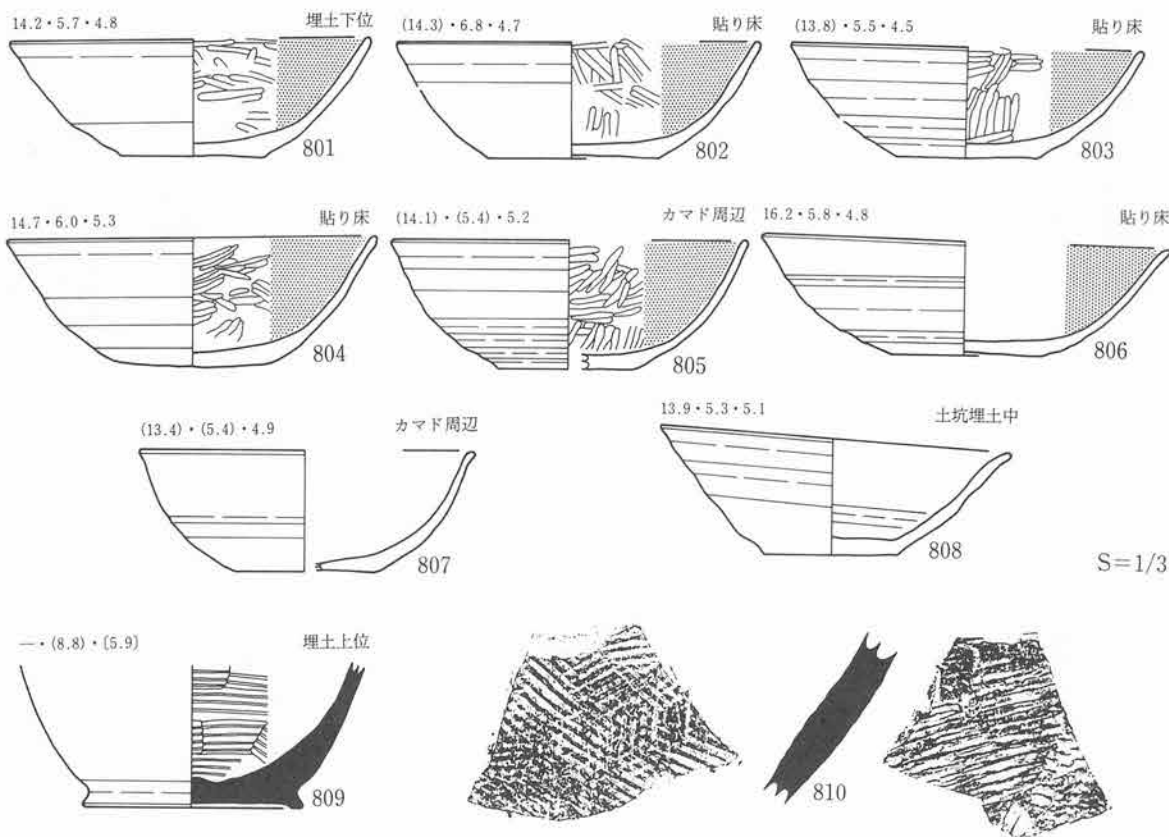 14.2・5.7・4.8 埋土下位
801
(14.3)・6.8・4.7 貼り床
802
(13.8)・5.5・4.5 貼り床
803
14.7・6.0・5.3 貼り床
804
(14.1)・(5.4)・5.2 カマド周辺
805
16.2・5.8・4.8 貼り床
806
(13.4)・(5.4)・4.9 カマド周辺
807
13.9・5.3・5.1 土坑埋土中
808
S=1/3
—・(8.8)・〔5.9〕 埋土上位
809
810